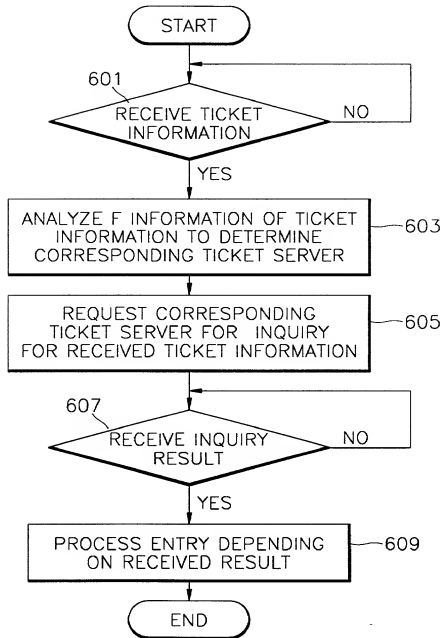 START
601
RECEIVE TICKET
INFORMATION
NO
YES
ANALYZE F INFORMATION OF TICKET
INFORMATION TO DETERMINE
CORRESPONDING TICKET SERVER
603
REQUEST CORRESPONDING
TICKET SERVER FOR INQUIRY
FOR RECEIVED TICKET INFORMATION
605
607
RECEIVE INQUIRY
RESULT
NO
YES
PROCESS ENTRY DEPENDING
ON RECEIVED RESULT
609
END